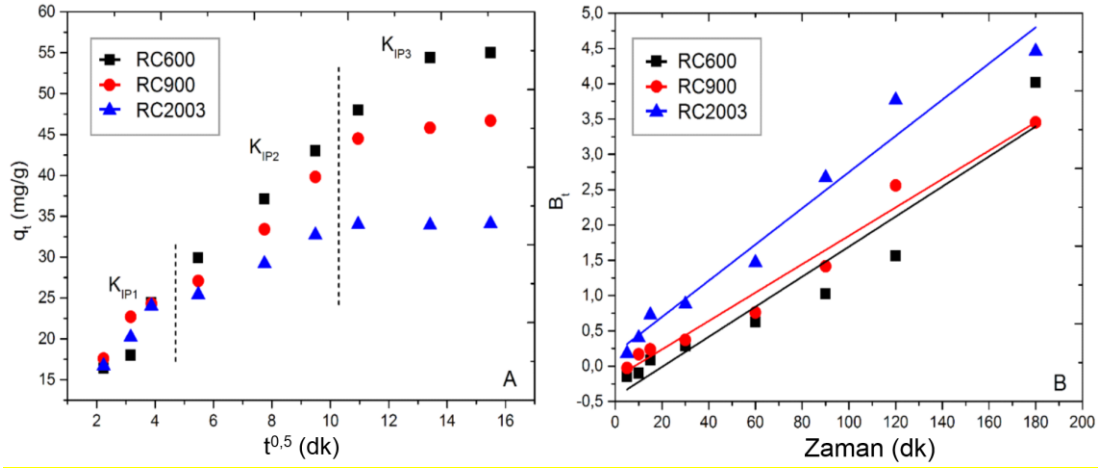 60
55
50
45
40
35
30
25
20
15
RC600
RC900
RC2003
K_IP1
K_IP2
K_IP3
A
2 4 6 8 10 12 14 16
q_t (mg/g)
t^0,5 (dk)
5,0
4,5
4,0
3,5
3,0
2,5
2,0
1,5
1,0
0,5
0,0
-0,5
RC600
RC900
RC2003
B
0 20 40 60 80 100 120 140 160 180 200
B_t
Zaman (dk)